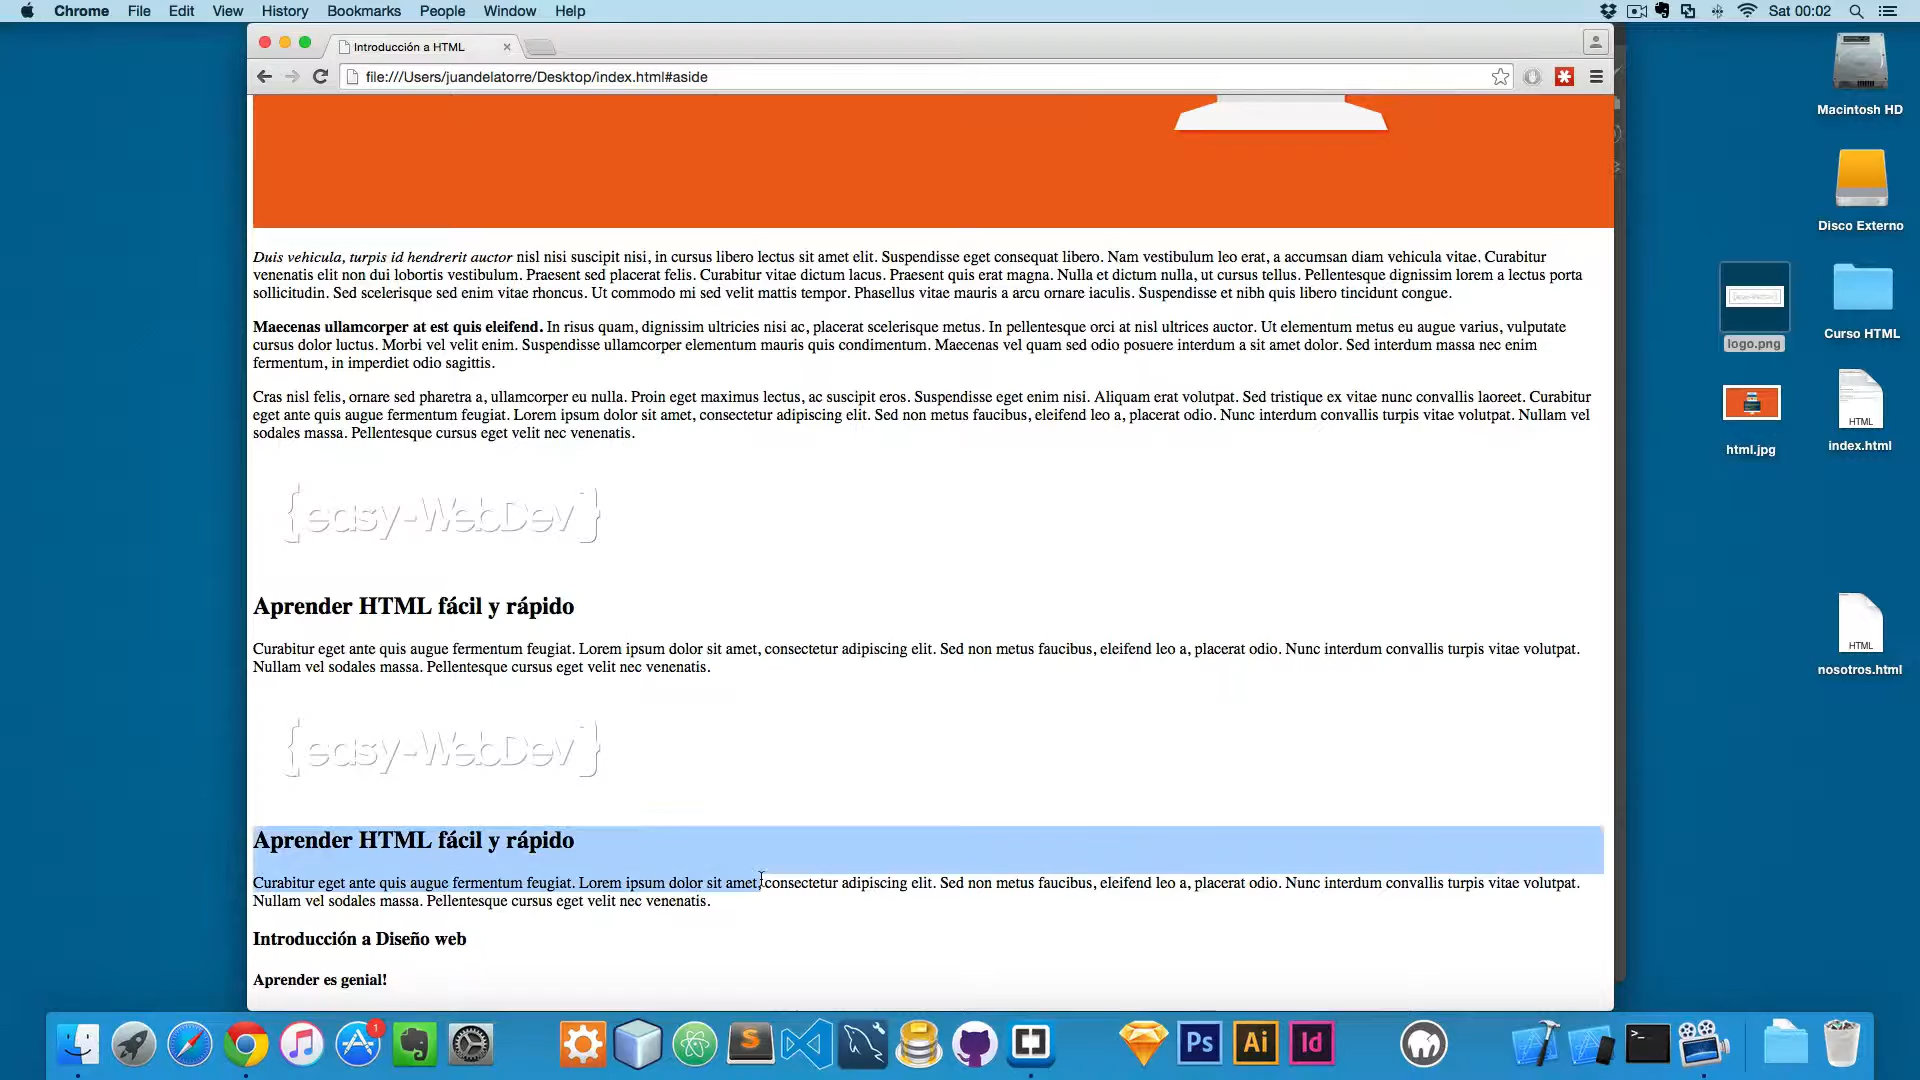 Chrome File Edit View History Bookmarks People Window Help
Sat 00:02
Introducción a HTML
file:///Users/juandelatorre/Desktop/index.html#aside
Duis vehicula, turpis id hendrerit auctor nisl nisi suscipit nisi, in cursus libero lectus sit amet elit. Suspendisse eget consequat libero. Nam vestibulum leo erat, a accumsan diam vehicula vitae. Curabitur
venenatis elit non dui lobortis vestibulum. Praesent sed placerat felis. Curabitur vitae dictum lacus. Praesent quis erat magna. Nulla et dictum nulla, ut cursus tellus. Pellentesque dignissim lorem a lectus porta
sollicitudin. Sed scelerisque sed enim vitae rhoncus. Ut commodo mi sed velit mattis tempor. Phasellus vitae mauris a arcu ornare iaculis. Suspendisse et nibh quis libero tincidunt congue.
Maecenas ullamcorper at est quis eleifend. In risus quam, dignissim ultricies nisi ac, placerat scelerisque metus. In pellentesque orci at nisl ultrices auctor. Ut elementum metus eu augue varius, vulputate
cursus dolor luctus. Morbi vel velit enim. Suspendisse ullamcorper elementum mauris quis condimentum. Maecenas vel quam sed odio posuere interdum a sit amet dolor. Sed interdum massa nec enim
fermentum, in imperdiet odio sagittis.
Cras nisl felis, ornare sed pharetra a, ullamcorper eu nulla. Proin eget maximus lectus, ac suscipit eros. Suspendisse eget enim nisi. Aliquam erat volutpat. Sed tristique ex vitae nunc convallis laoreet. Curabitur
eget ante quis augue fermentum feugiat. Lorem ipsum dolor sit amet, consectetur adipiscing elit. Sed non metus faucibus, eleifend leo a, placerat odio. Nunc interdum convallis turpis vitae volutpat. Nullam vel
sodales massa. Pellentesque cursus eget velit nec venenatis.
{easy-WebDev}
Aprender HTML fácil y rápido
Curabitur eget ante quis augue fermentum feugiat. Lorem ipsum dolor sit amet, consectetur adipiscing elit. Sed non metus faucibus, eleifend leo a, placerat odio. Nunc interdum convallis turpis vitae volutpat.
Nullam vel sodales massa. Pellentesque cursus eget velit nec venenatis.
{easy-WebDev}
Aprender HTML fácil y rápido
Curabitur eget ante quis augue fermentum feugiat. Lorem ipsum dolor sit amet, consectetur adipiscing elit. Sed non metus faucibus, eleifend leo a, placerat odio. Nunc interdum convallis turpis vitae volutpat.
Nullam vel sodales massa. Pellentesque cursus eget velit nec venenatis.
Introducción a Diseño web
Aprender es genial!
Macintosh HD
Disco Externo
logo.png
Curso HTML
html.jpg
HTML
index.html
HTML
nosotros.html
1
S
Ps
Ai
Id